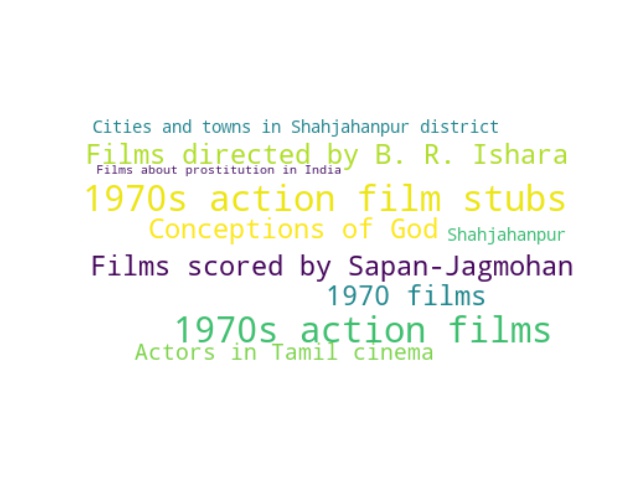 Cities and towns in Shahjahanpur district
Films directed by B. R. Ishara
Films about prostitution in India
1970s action film stubs
Conceptions of God
Shahjahanpur
Films scored by Sapan-Jagmohan
1970 films
1970s action films
Actors in Tamil cinema